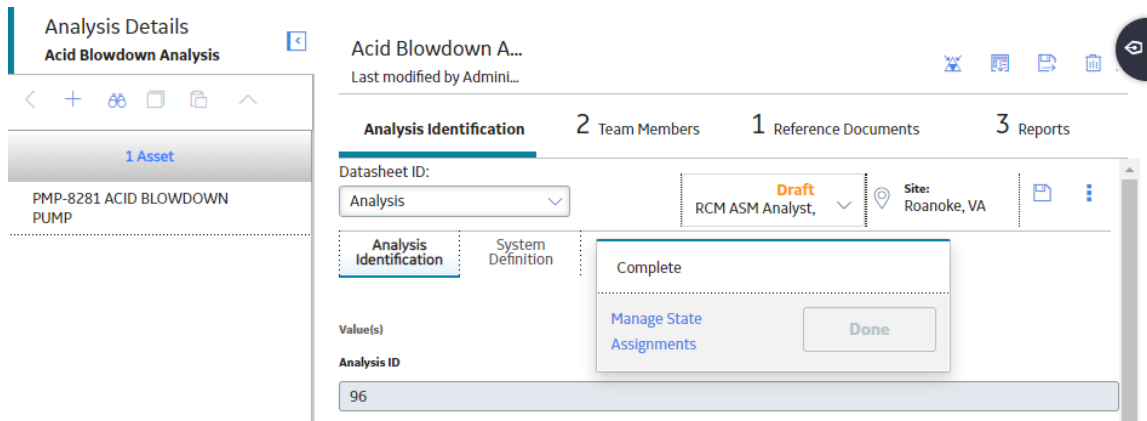 Analysis Details
Acid Blowdown Analysis
1 Asset
PMP-8281 ACID BLOWDOWN
PUMP
Acid Blowdown A...
Last modified by Admini...
Analysis Identification
2 Team Members
1 Reference Documents
3 Reports
Datasheet ID:
Analysis
Draft
RCM ASM Analyst,
Site:
Roanoke, VA
Analysis
Identification
System
Definition
Complete
Manage State
Assignments
Done
Value(s)
Analysis ID
96